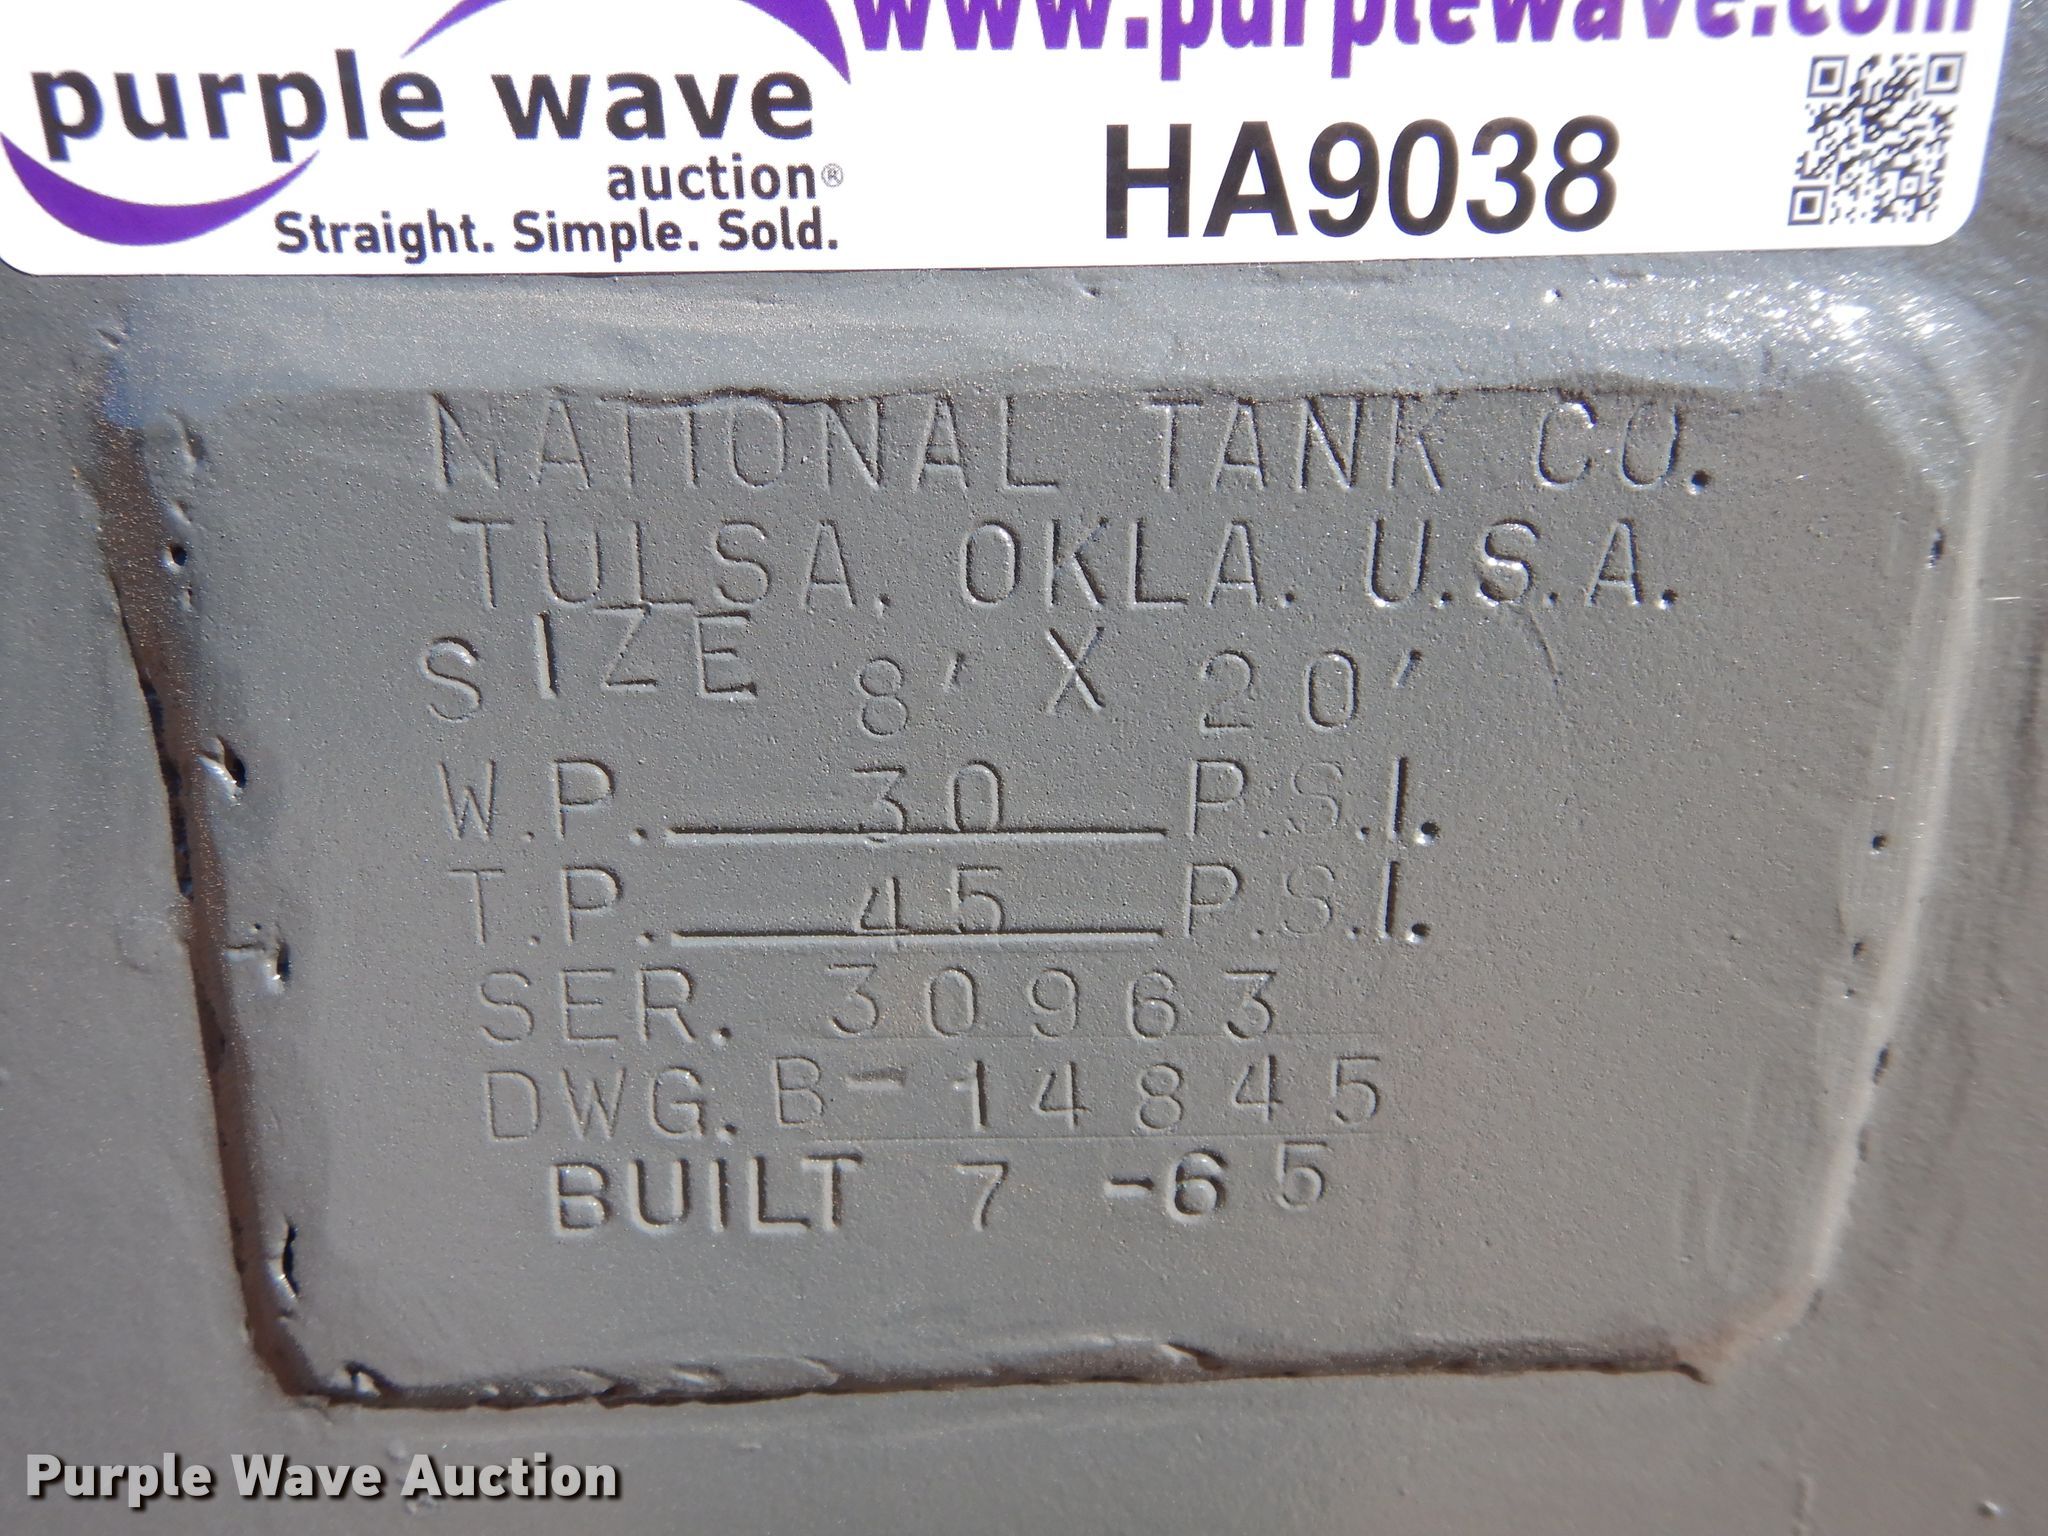 www.purplewave.com
purple wave
auction®
Straight. Simple. Sold.
HA9038
NATIONAL TANK CO.
TULSA, OKLA. U.S.A.
SIZE 8' X 20'
W.P. 30 P.S.I.
T.P. 45 P.S.I.
SER. 30963
DWG. B-14845
BUILT 7-65
Purple Wave Auction